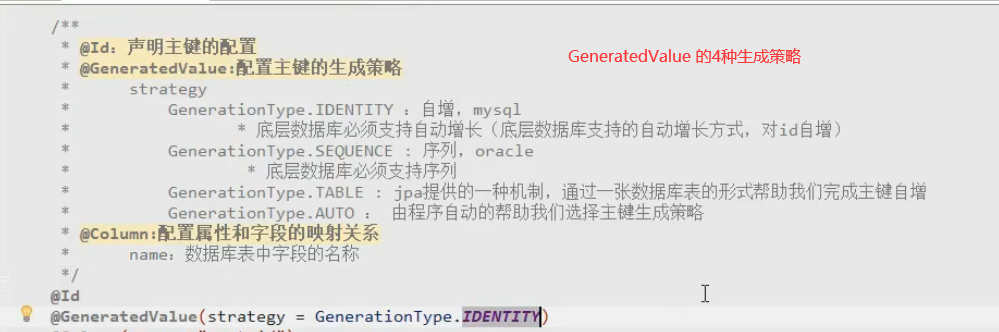 /**
* @Id：声明主键的配置
GeneratedValue 的4种生成策略
* @GeneratedValue:配置主键的生成策略
* strategy
* GenerationType.IDENTITY ：自增，mysql
* 底层数据库必须支持自动增长（底层数据库支持的自动增长方式，对id自增）
* GenerationType.SEQUENCE : 序列，oracle
* 底层数据库必须支持序列
* GenerationType.TABLE : jpa提供的一种机制，通过一张数据库表的形式帮助我们完成主键自增
* GenerationType.AUTO ： 由程序自动的帮助我们选择主键生成策略
* @Column:配置属性和字段的映射关系
* name：数据库表中字段的名称
*/
@Id
@GeneratedValue(strategy = GenerationType.IDENTITY)